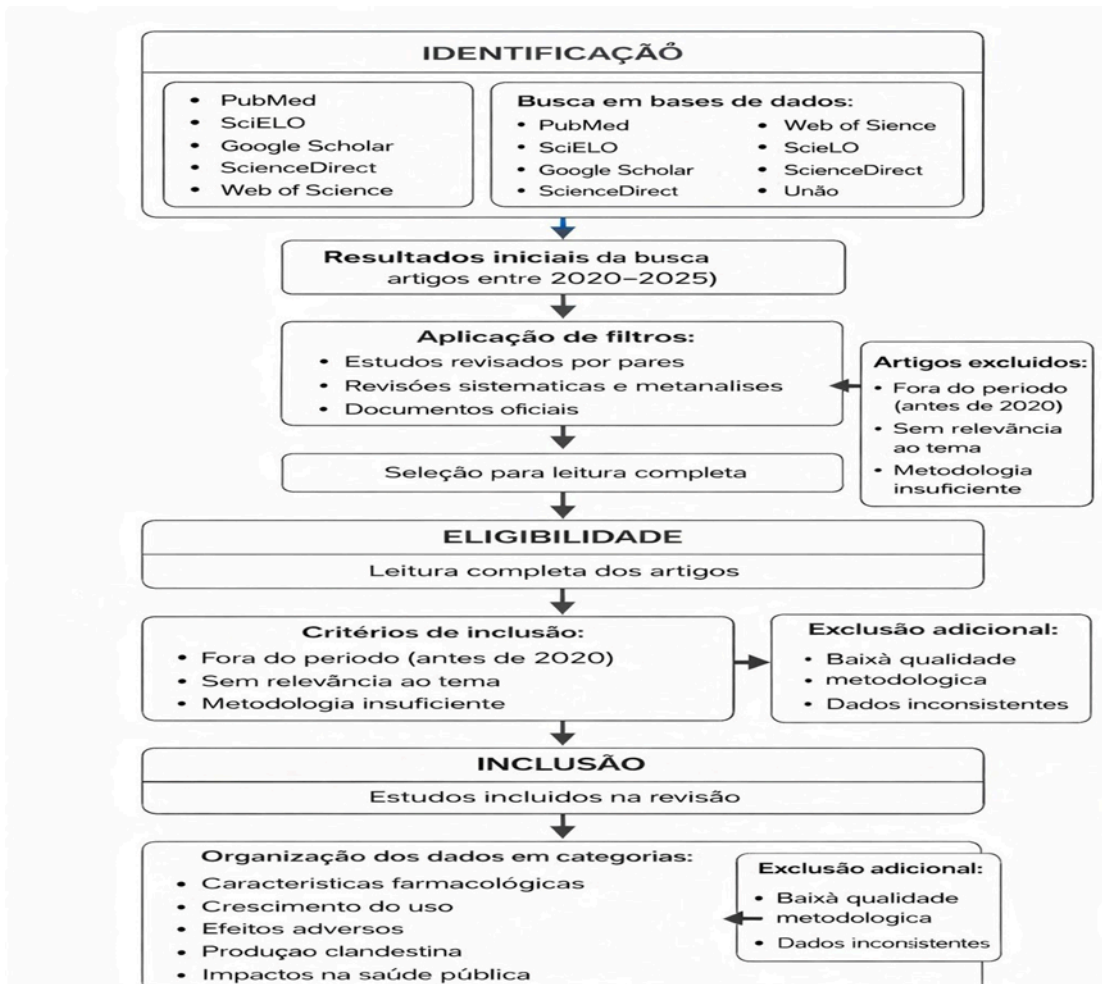 IDENTIFICAÇÃỎ
PubMed
SciELO
Google Scholar
ScienceDirect
Web of Science
Busca em bases de dados:
PubMed
SciELO
Google Scholar
ScienceDirect
Web of Sience
ScieLO
ScienceDirect
Unão
Resultados iniciais da busca
artigos entre 2020–2025)
Aplicação de filtros:
Estudos revisados por pares
Revisões sistematicas e metanalises
Documentos oficiais
Artigos excluidos:
Fora do periodo
(antes de 2020)
Sem relevância
ao tema
Metodologia
insuficiente
Seleção para leitura completa
ELIGIBILIDADE
Leitura completa dos artigos
Critérios de inclusão:
Fora do periodo (antes de 2020)
Sem relevância ao tema
Metodologia insuficiente
Exclusão adicional:
Baixà qualidade
metodologica
Dados inconsistentes
INCLUSÃO
Estudos incluidos na revisão
Organização dos dados em categorias:
Caracteristicas farmacológicas
Crescimento do uso
Efeitos adversos
Produçao clandestina
Impactos na saúde pública
Exclusão adicional:
Baixà qualidade
metodologica
Dados inconsistentes